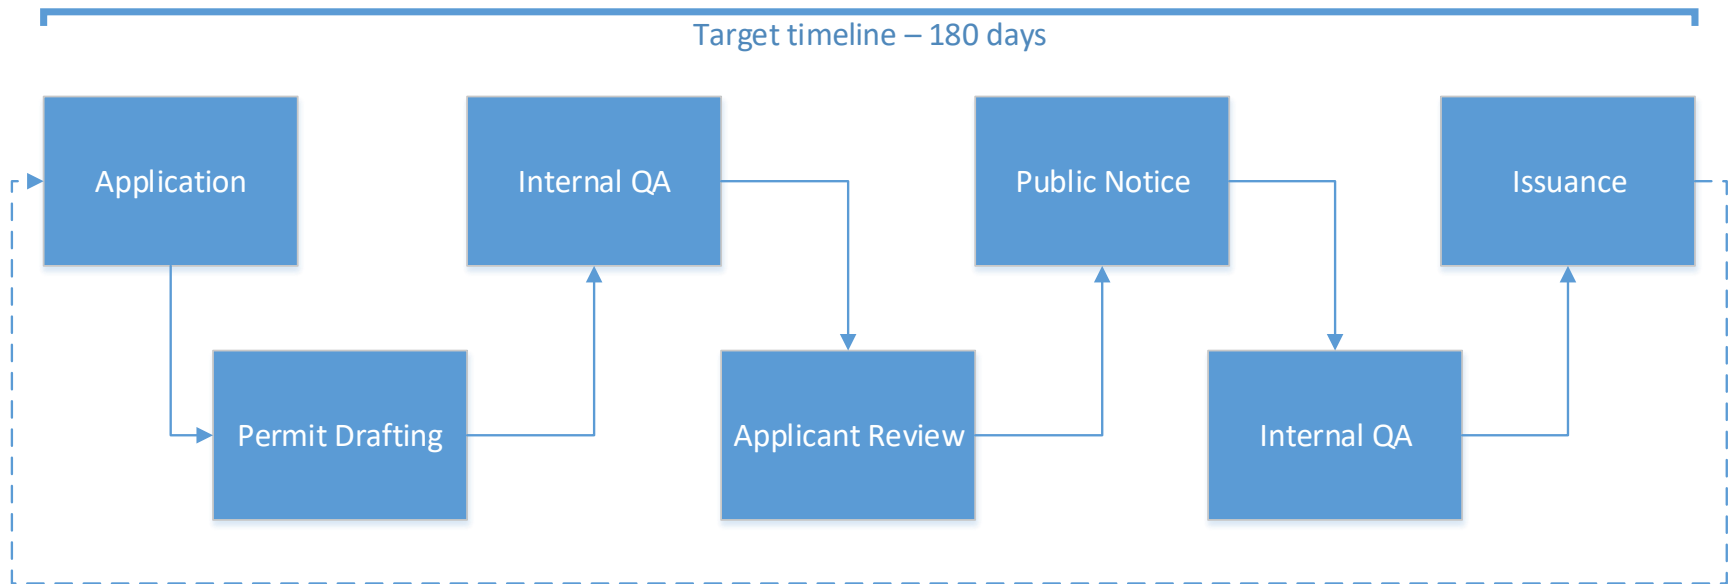 Target timeline – 180 days
Application
Permit Drafting
Internal QA
Applicant Review
Public Notice
Internal QA
Issuance